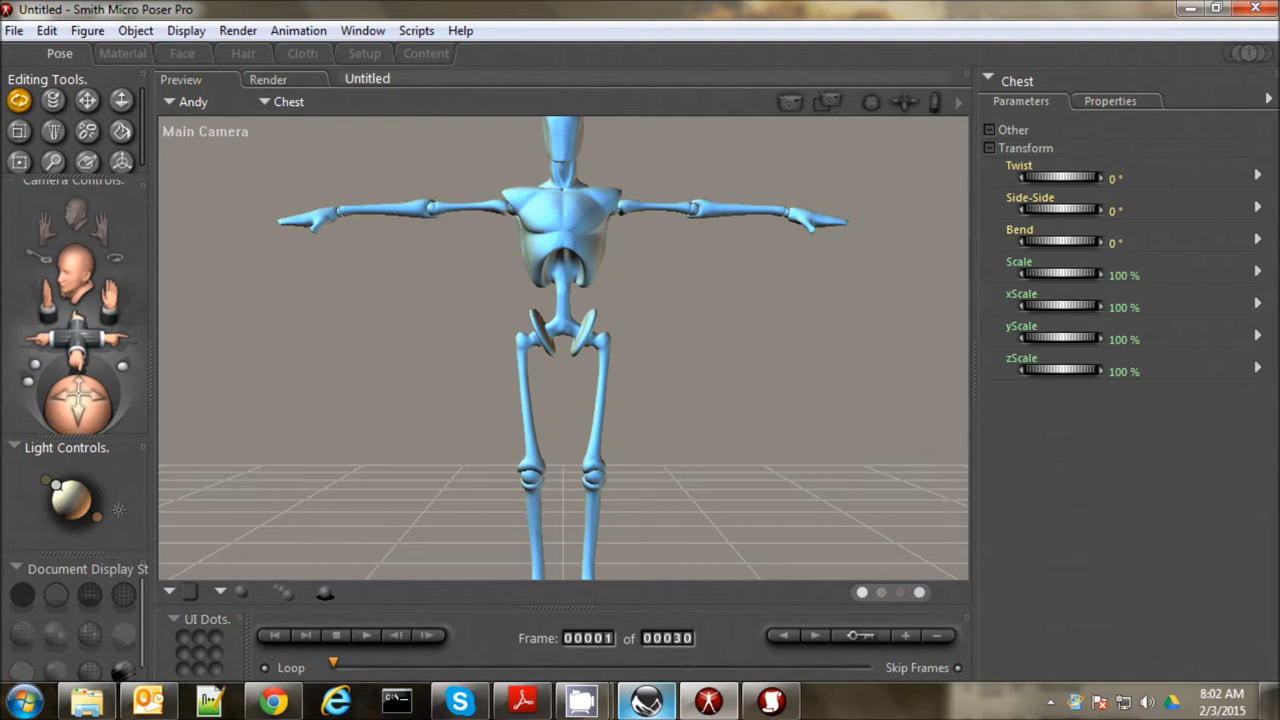 Untitled - Smith Micro Poser Pro
File Edit Figure Object Display Render Animation Window Scripts Help
Pose Material Face Hair Cloth Setup Content
Editing Tools.
Preview Render Untitled
Andy Chest
Main Camera
Camera Controls.
Light Controls.
Document Display St
UI Dots.
Frame: 00001 of 00030
Loop
Skip Frames
Chest
Parameters Properties
Other
Transform
Twist
0 °
Side-Side
0 °
Bend
0 °
Scale
100 %
xScale
100 %
yScale
100 %
zScale
100 %
8:02 AM
2/3/2015